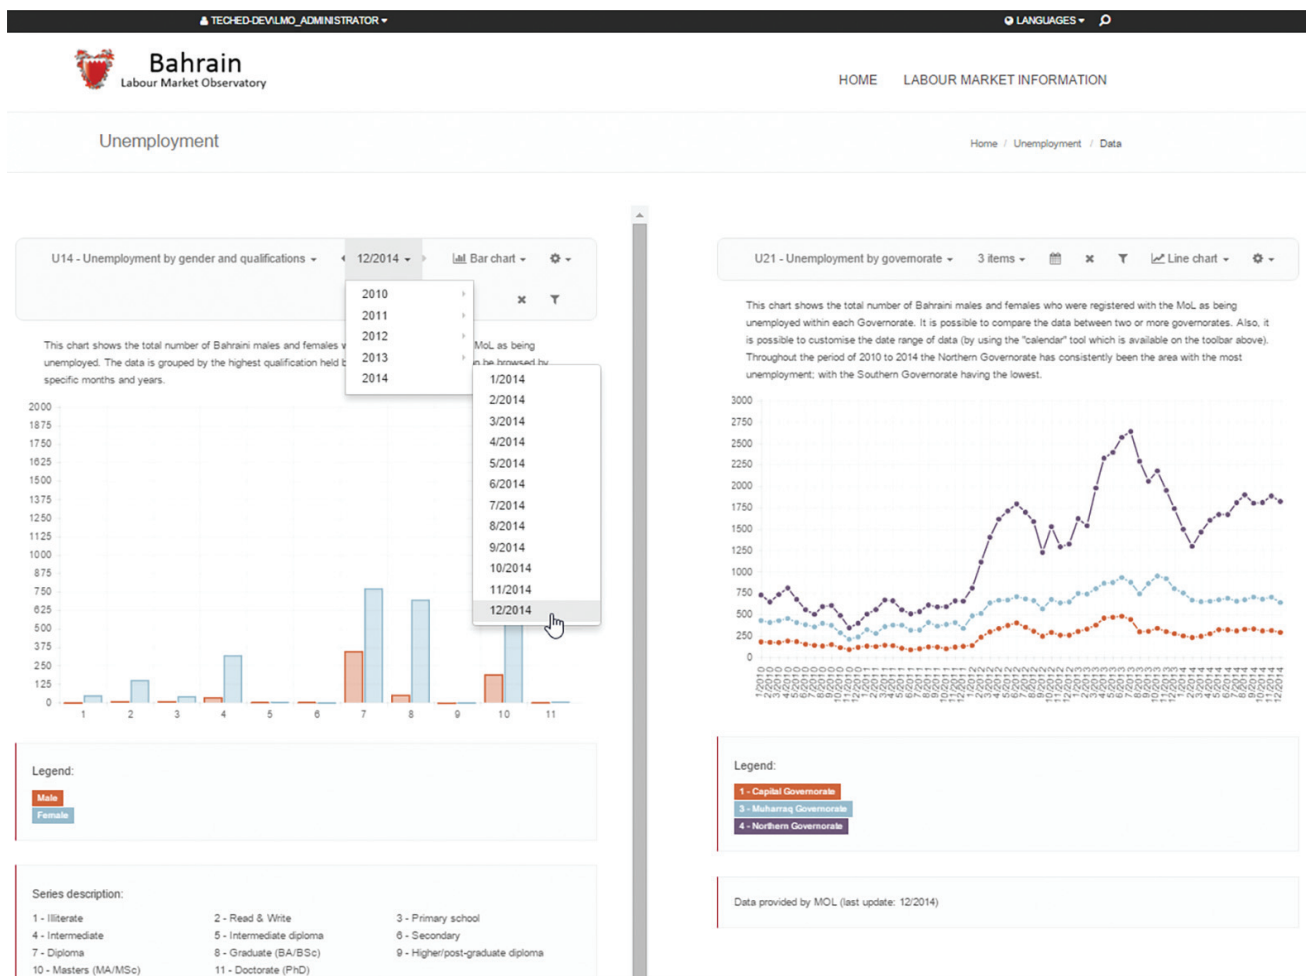 TECHED-DEV\LMO_ADMINISTRATOR
LANGUAGES
Bahrain
Labour Market Observatory
HOME LABOUR MARKET INFORMATION
Unemployment
Home / Unemployment / Data
U14 - Unemployment by gender and qualifications
12/2014
Bar chart
2010
2011
2012
2013
2014
1/2014
2/2014
3/2014
4/2014
5/2014
6/2014
7/2014
8/2014
9/2014
10/2014
11/2014
12/2014
This chart shows the total number of Bahraini males and females MoL as being
unemployed. The data is grouped by the highest qualification held be browsed by
specific months and years.
2000
1875
1750
1625
1500
1375
1250
1125
1000
875
750
625
500
375
250
125
0
1 2 3 4 5 6 7 8 9 10 11
Legend:
Male
Female
Series description:
1 - Illiterate 2 - Read & Write 3 - Primary school
4 - Intermediate 5 - Intermediate diploma 6 - Secondary
7 - Diploma 8 - Graduate (BA/BSc) 9 - Higher/post-graduate diploma
10 - Masters (MA/MSc) 11 - Doctorate (PhD)
U21 - Unemployment by governorate 3 items Line chart
This chart shows the total number of Bahraini males and females who were registered with the MoL as being
unemployed within each Governorate. It is possible to compare the data between two or more governorates. Also, it
is possible to customise the date range of data (by using the "calendar" tool which is available on the toolbar above).
Throughout the period of 2010 to 2014 the Northern Governorate has consistently been the area with the most
unemployment; with the Southern Governorate having the lowest.
3000
2750
2500
2250
2000
1750
1500
1250
1000
750
500
250
0
Legend:
1 - Capital Governorate
3 - Muharraq Governorate
4 - Northern Governorate
Data provided by MOL (last update: 12/2014)